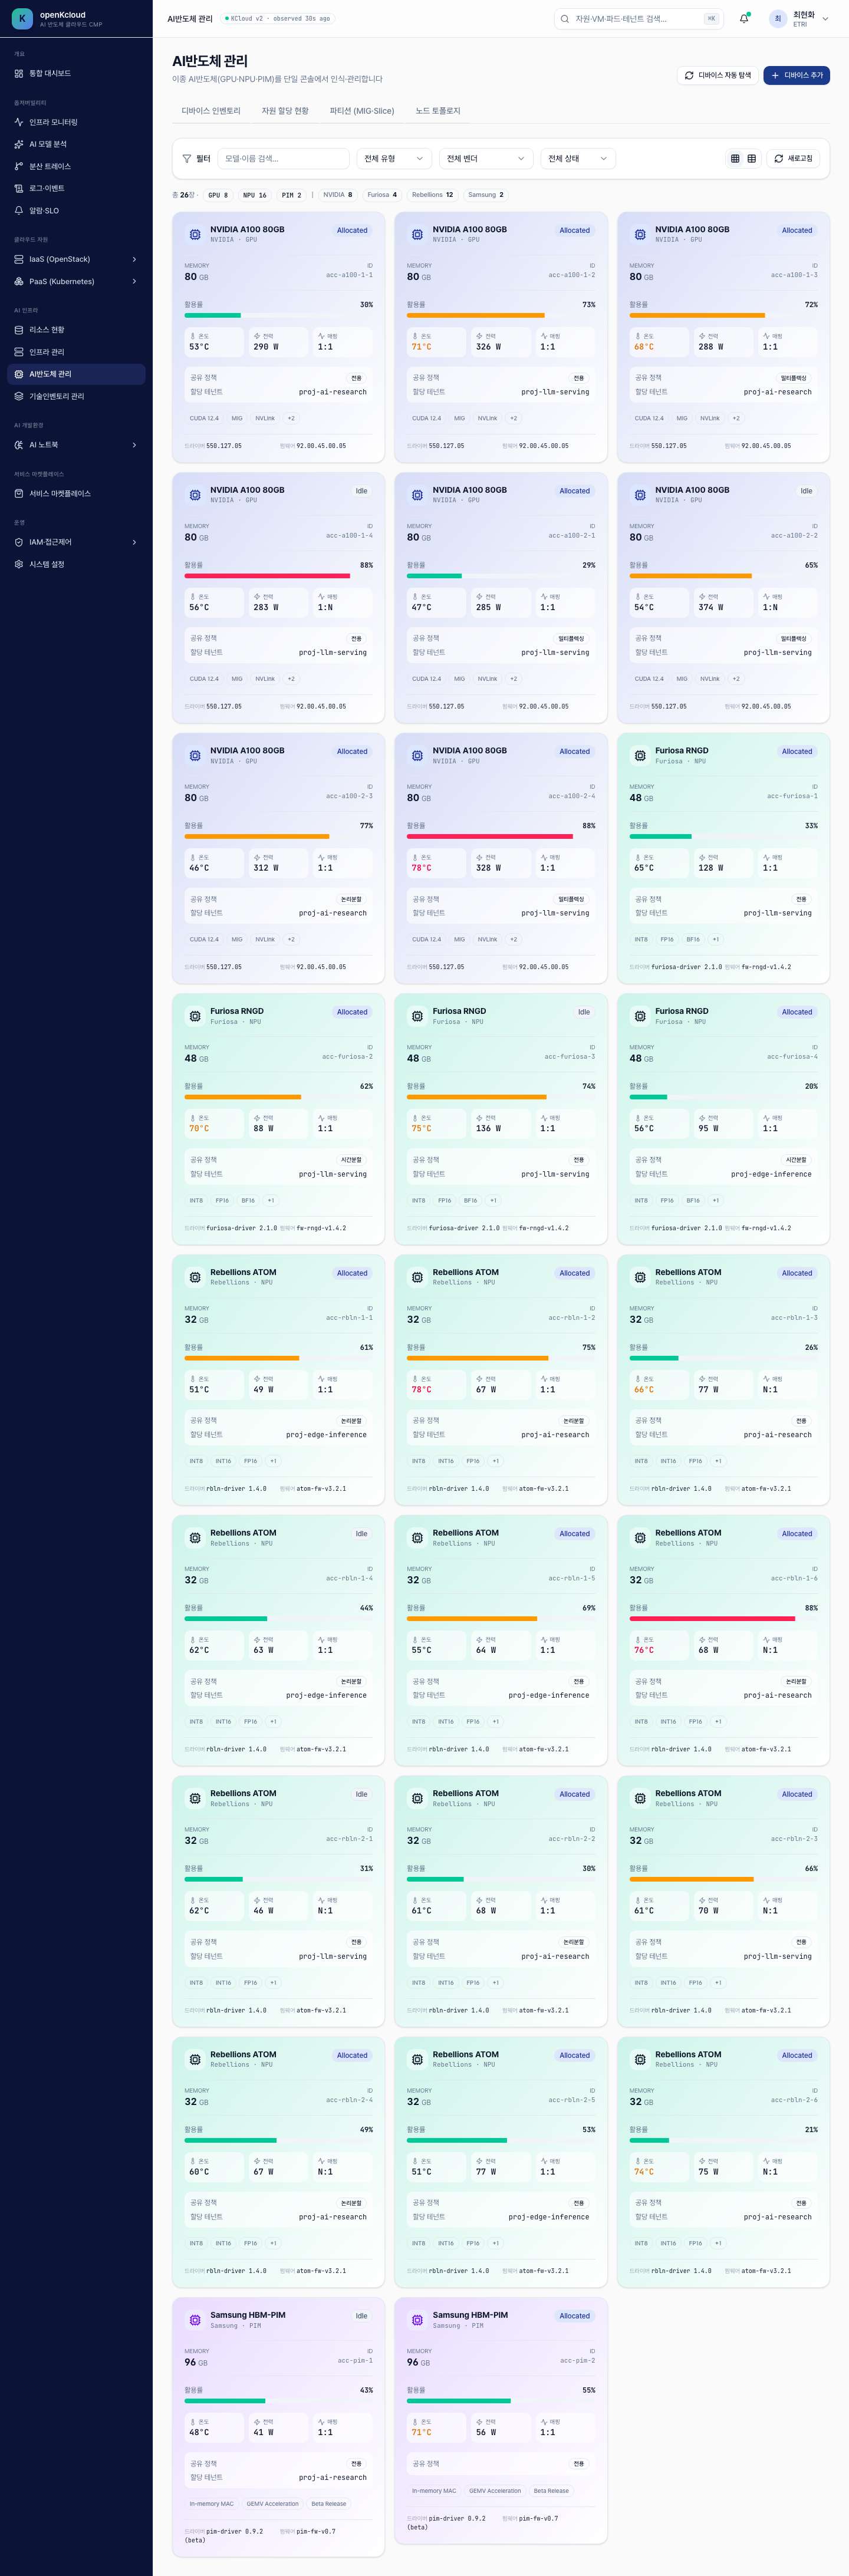 K
openKcloud
AI 반도체 클라우드 CMP
개요
통합 대시보드
옵저버빌리티
인프라 모니터링
AI 모델 분석
분산 트레이스
로그·이벤트
알람·SLO
클라우드 자원
IaaS (OpenStack)
PaaS (Kubernetes)
AI 인프라
리소스 현황
인프라 관리
AI반도체 관리
기술인벤토리 관리
AI 개발환경
AI 노트북
서비스 마켓플레이스
서비스 마켓플레이스
운영
IAM·접근제어
시스템 설정
AI반도체 관리
KCloud v2 · observed 30s ago
자원·VM·파드·테넌트 검색...
⌘K
최
최현화
ETRI
AI반도체 관리
이종 AI반도체(GPU·NPU·PIM)를 단일 콘솔에서 인식·관리합니다
디바이스 자동 탐색
디바이스 추가
디바이스 인벤토리 자원 할당 현황 파티션 (MIG·Slice) 노드 토폴로지
필터 모델·이름 검색... 전체 유형 전체 벤더 전체 상태 새로고침
총 26장 · GPU 8 NPU 16 PIM 2 | NVIDIA 8 Furiosa 4 Rebellions 12 Samsung 2
NVIDIA A100 80GB Allocated
NVIDIA · GPU
MEMORY ID
80 GB acc-a100-1-1
활용률 30%
온도 전력 매핑
53°C 290 W 1:1
공유 정책 전용
할당 테넌트 proj-ai-research
CUDA 12.4 MIG NVLink +2
드라이버 550.127.05 펌웨어 92.00.45.00.05
NVIDIA A100 80GB Allocated
NVIDIA · GPU
MEMORY ID
80 GB acc-a100-1-2
활용률 73%
온도 전력 매핑
71°C 326 W 1:1
공유 정책 전용
할당 테넌트 proj-llm-serving
CUDA 12.4 MIG NVLink +2
드라이버 550.127.05 펌웨어 92.00.45.00.05
NVIDIA A100 80GB Allocated
NVIDIA · GPU
MEMORY ID
80 GB acc-a100-1-3
활용률 72%
온도 전력 매핑
68°C 288 W 1:1
공유 정책 멀티플렉싱
할당 테넌트 proj-ai-research
CUDA 12.4 MIG NVLink +2
드라이버 550.127.05 펌웨어 92.00.45.00.05
NVIDIA A100 80GB Idle
NVIDIA · GPU
MEMORY ID
80 GB acc-a100-1-4
활용률 88%
온도 전력 매핑
56°C 283 W 1:N
공유 정책 전용
할당 테넌트 proj-llm-serving
CUDA 12.4 MIG NVLink +2
드라이버 550.127.05 펌웨어 92.00.45.00.05
NVIDIA A100 80GB Allocated
NVIDIA · GPU
MEMORY ID
80 GB acc-a100-2-1
활용률 29%
온도 전력 매핑
47°C 285 W 1:1
공유 정책 멀티플렉싱
할당 테넌트 proj-llm-serving
CUDA 12.4 MIG NVLink +2
드라이버 550.127.05 펌웨어 92.00.45.00.05
NVIDIA A100 80GB Idle
NVIDIA · GPU
MEMORY ID
80 GB acc-a100-2-2
활용률 65%
온도 전력 매핑
54°C 374 W 1:N
공유 정책 멀티플렉싱
할당 테넌트 proj-llm-serving
CUDA 12.4 MIG NVLink +2
드라이버 550.127.05 펌웨어 92.00.45.00.05
NVIDIA A100 80GB Allocated
NVIDIA · GPU
MEMORY ID
80 GB acc-a100-2-3
활용률 77%
온도 전력 매핑
46°C 312 W 1:1
공유 정책 논리분할
할당 테넌트 proj-ai-research
CUDA 12.4 MIG NVLink +2
드라이버 550.127.05 펌웨어 92.00.45.00.05
NVIDIA A100 80GB Allocated
NVIDIA · GPU
MEMORY ID
80 GB acc-a100-2-4
활용률 88%
온도 전력 매핑
78°C 328 W 1:1
공유 정책 멀티플렉싱
할당 테넌트 proj-llm-serving
CUDA 12.4 MIG NVLink +2
드라이버 550.127.05 펌웨어 92.00.45.00.05
Furiosa RNGD Allocated
Furiosa · NPU
MEMORY ID
48 GB acc-furiosa-1
활용률 33%
온도 전력 매핑
65°C 128 W 1:1
공유 정책 전용
할당 테넌트 proj-llm-serving
INT8 FP16 BF16 +1
드라이버 furiosa-driver 2.1.0 펌웨어 fw-rngd-v1.4.2
Furiosa RNGD Allocated
Furiosa · NPU
MEMORY ID
48 GB acc-furiosa-2
활용률 62%
온도 전력 매핑
70°C 88 W 1:1
공유 정책 시간분할
할당 테넌트 proj-llm-serving
INT8 FP16 BF16 +1
드라이버 furiosa-driver 2.1.0 펌웨어 fw-rngd-v1.4.2
Furiosa RNGD Idle
Furiosa · NPU
MEMORY ID
48 GB acc-furiosa-3
활용률 74%
온도 전력 매핑
75°C 136 W 1:1
공유 정책 전용
할당 테넌트 proj-llm-serving
INT8 FP16 BF16 +1
드라이버 furiosa-driver 2.1.0 펌웨어 fw-rngd-v1.4.2
Furiosa RNGD Allocated
Furiosa · NPU
MEMORY ID
48 GB acc-furiosa-4
활용률 20%
온도 전력 매핑
56°C 95 W 1:1
공유 정책 시간분할
할당 테넌트 proj-edge-inference
INT8 FP16 BF16 +1
드라이버 furiosa-driver 2.1.0 펌웨어 fw-rngd-v1.4.2
Rebellions ATOM Allocated
Rebellions · NPU
MEMORY ID
32 GB acc-rbln-1-1
활용률 61%
온도 전력 매핑
51°C 49 W 1:1
공유 정책 논리분할
할당 테넌트 proj-edge-inference
INT8 INT16 FP16 +1
드라이버 rbln-driver 1.4.0 펌웨어 atom-fw-v3.2.1
Rebellions ATOM Allocated
Rebellions · NPU
MEMORY ID
32 GB acc-rbln-1-2
활용률 75%
온도 전력 매핑
78°C 67 W 1:1
공유 정책 논리분할
할당 테넌트 proj-ai-research
INT8 INT16 FP16 +1
드라이버 rbln-driver 1.4.0 펌웨어 atom-fw-v3.2.1
Rebellions ATOM Allocated
Rebellions · NPU
MEMORY ID
32 GB acc-rbln-1-3
활용률 26%
온도 전력 매핑
66°C 77 W N:1
공유 정책 전용
할당 테넌트 proj-ai-research
INT8 INT16 FP16 +1
드라이버 rbln-driver 1.4.0 펌웨어 atom-fw-v3.2.1
Rebellions ATOM Idle
Rebellions · NPU
MEMORY ID
32 GB acc-rbln-1-4
활용률 44%
온도 전력 매핑
62°C 63 W 1:1
공유 정책 논리분할
할당 테넌트 proj-edge-inference
INT8 INT16 FP16 +1
드라이버 rbln-driver 1.4.0 펌웨어 atom-fw-v3.2.1
Rebellions ATOM Allocated
Rebellions · NPU
MEMORY ID
32 GB acc-rbln-1-5
활용률 69%
온도 전력 매핑
55°C 64 W 1:1
공유 정책 전용
할당 테넌트 proj-edge-inference
INT8 INT16 FP16 +1
드라이버 rbln-driver 1.4.0 펌웨어 atom-fw-v3.2.1
Rebellions ATOM Allocated
Rebellions · NPU
MEMORY ID
32 GB acc-rbln-1-6
활용률 88%
온도 전력 매핑
76°C 68 W N:1
공유 정책 논리분할
할당 테넌트 proj-ai-research
INT8 INT16 FP16 +1
드라이버 rbln-driver 1.4.0 펌웨어 atom-fw-v3.2.1
Rebellions ATOM Idle
Rebellions · NPU
MEMORY ID
32 GB acc-rbln-2-1
활용률 31%
온도 전력 매핑
62°C 46 W N:1
공유 정책 전용
할당 테넌트 proj-llm-serving
INT8 INT16 FP16 +1
드라이버 rbln-driver 1.4.0 펌웨어 atom-fw-v3.2.1
Rebellions ATOM Allocated
Rebellions · NPU
MEMORY ID
32 GB acc-rbln-2-2
활용률 30%
온도 전력 매핑
61°C 68 W 1:1
공유 정책 논리분할
할당 테넌트 proj-ai-research
INT8 INT16 FP16 +1
드라이버 rbln-driver 1.4.0 펌웨어 atom-fw-v3.2.1
Rebellions ATOM Allocated
Rebellions · NPU
MEMORY ID
32 GB acc-rbln-2-3
활용률 66%
온도 전력 매핑
61°C 70 W N:1
공유 정책 전용
할당 테넌트 proj-llm-serving
INT8 INT16 FP16 +1
드라이버 rbln-driver 1.4.0 펌웨어 atom-fw-v3.2.1
Rebellions ATOM Allocated
Rebellions · NPU
MEMORY ID
32 GB acc-rbln-2-4
활용률 49%
온도 전력 매핑
60°C 67 W N:1
공유 정책 논리분할
할당 테넌트 proj-ai-research
INT8 INT16 FP16 +1
드라이버 rbln-driver 1.4.0 펌웨어 atom-fw-v3.2.1
Rebellions ATOM Allocated
Rebellions · NPU
MEMORY ID
32 GB acc-rbln-2-5
활용률 53%
온도 전력 매핑
51°C 77 W 1:1
공유 정책 전용
할당 테넌트 proj-edge-inference
INT8 INT16 FP16 +1
드라이버 rbln-driver 1.4.0 펌웨어 atom-fw-v3.2.1
Rebellions ATOM Allocated
Rebellions · NPU
MEMORY ID
32 GB acc-rbln-2-6
활용률 21%
온도 전력 매핑
74°C 75 W N:1
공유 정책 전용
할당 테넌트 proj-ai-research
INT8 INT16 FP16 +1
드라이버 rbln-driver 1.4.0 펌웨어 atom-fw-v3.2.1
Samsung HBM-PIM Idle
Samsung · PIM
MEMORY ID
96 GB acc-pim-1
활용률 43%
온도 전력 매핑
48°C 41 W 1:1
공유 정책 전용
할당 테넌트 proj-ai-research
In-memory MAC GEMV Acceleration Beta Release
드라이버 pim-driver 0.9.2 펌웨어 pim-fw-v0.7
(beta)
Samsung HBM-PIM Allocated
Samsung · PIM
MEMORY ID
96 GB acc-pim-2
활용률 55%
온도 전력 매핑
71°C 56 W 1:1
공유 정책 전용
In-memory MAC GEMV Acceleration Beta Release
드라이버 pim-driver 0.9.2 펌웨어 pim-fw-v0.7
(beta)